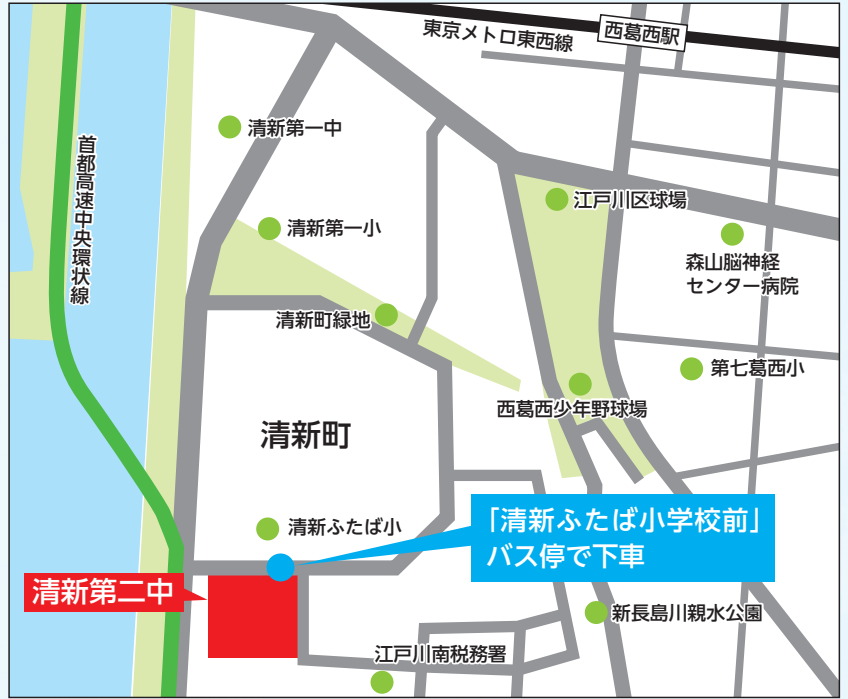 東京メトロ東西線
西葛西駅
首都高速中央環状線
清新第一中
清新第一小
江戸川区球場
森山脳神経
センター病院
清新町緑地
第七葛西小
西葛西少年野球場
清新町
清新ふたば小
「清新ふたば小学校前」
バス停で下車
清新第二中
新長島川親水公園
江戸川南税務署